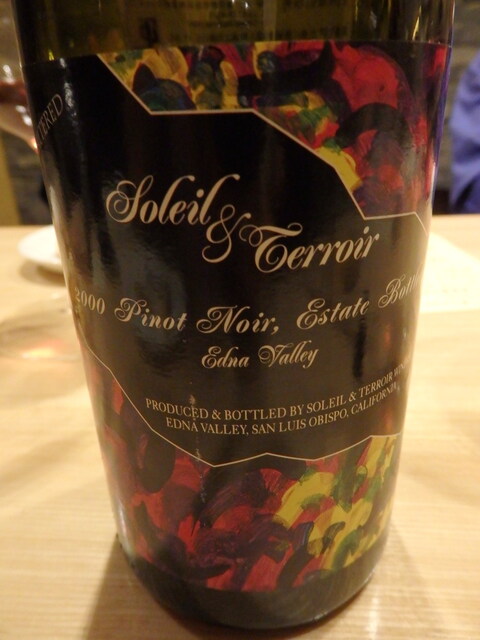 Soleil
&
Terroir
2000 Pinot Noir, Estate
Edna Valley
PRODUCED & BOTTLED BY SOLEIL & TERROIR
EDNA VALLEY, SAN LUIS OBISPO, CALIFORNIA